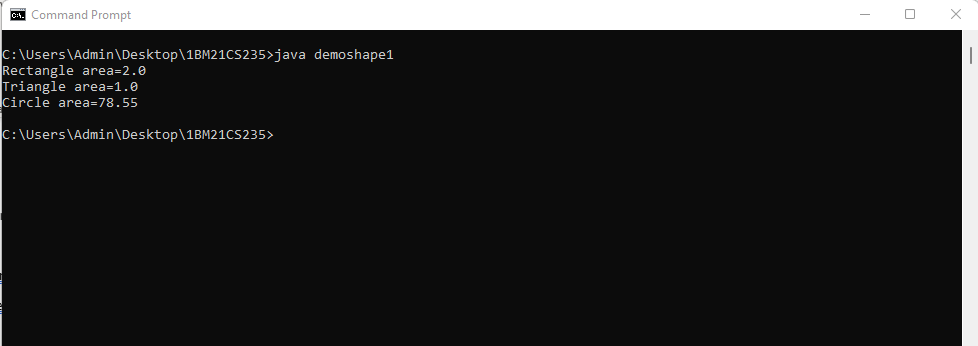 Command Prompt
C:\Users\Admin\Desktop\1BM21CS235>java demoshape1
Rectangle area=2.0
Triangle area=1.0
Circle area=78.55
C:\Users\Admin\Desktop\1BM21CS235>